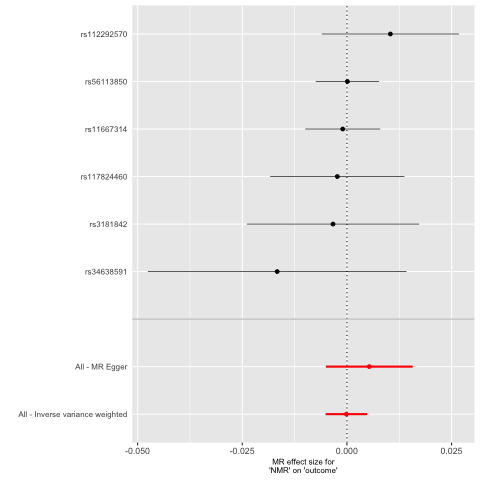 rs112292570
rs56113850
rs11667314
rs117824460
rs3181842
rs34638591
All - MR Egger
All - Inverse variance weighted
-0.050
-0.025
0.000
0.025
MR effect size for
'NMR' on 'outcome'